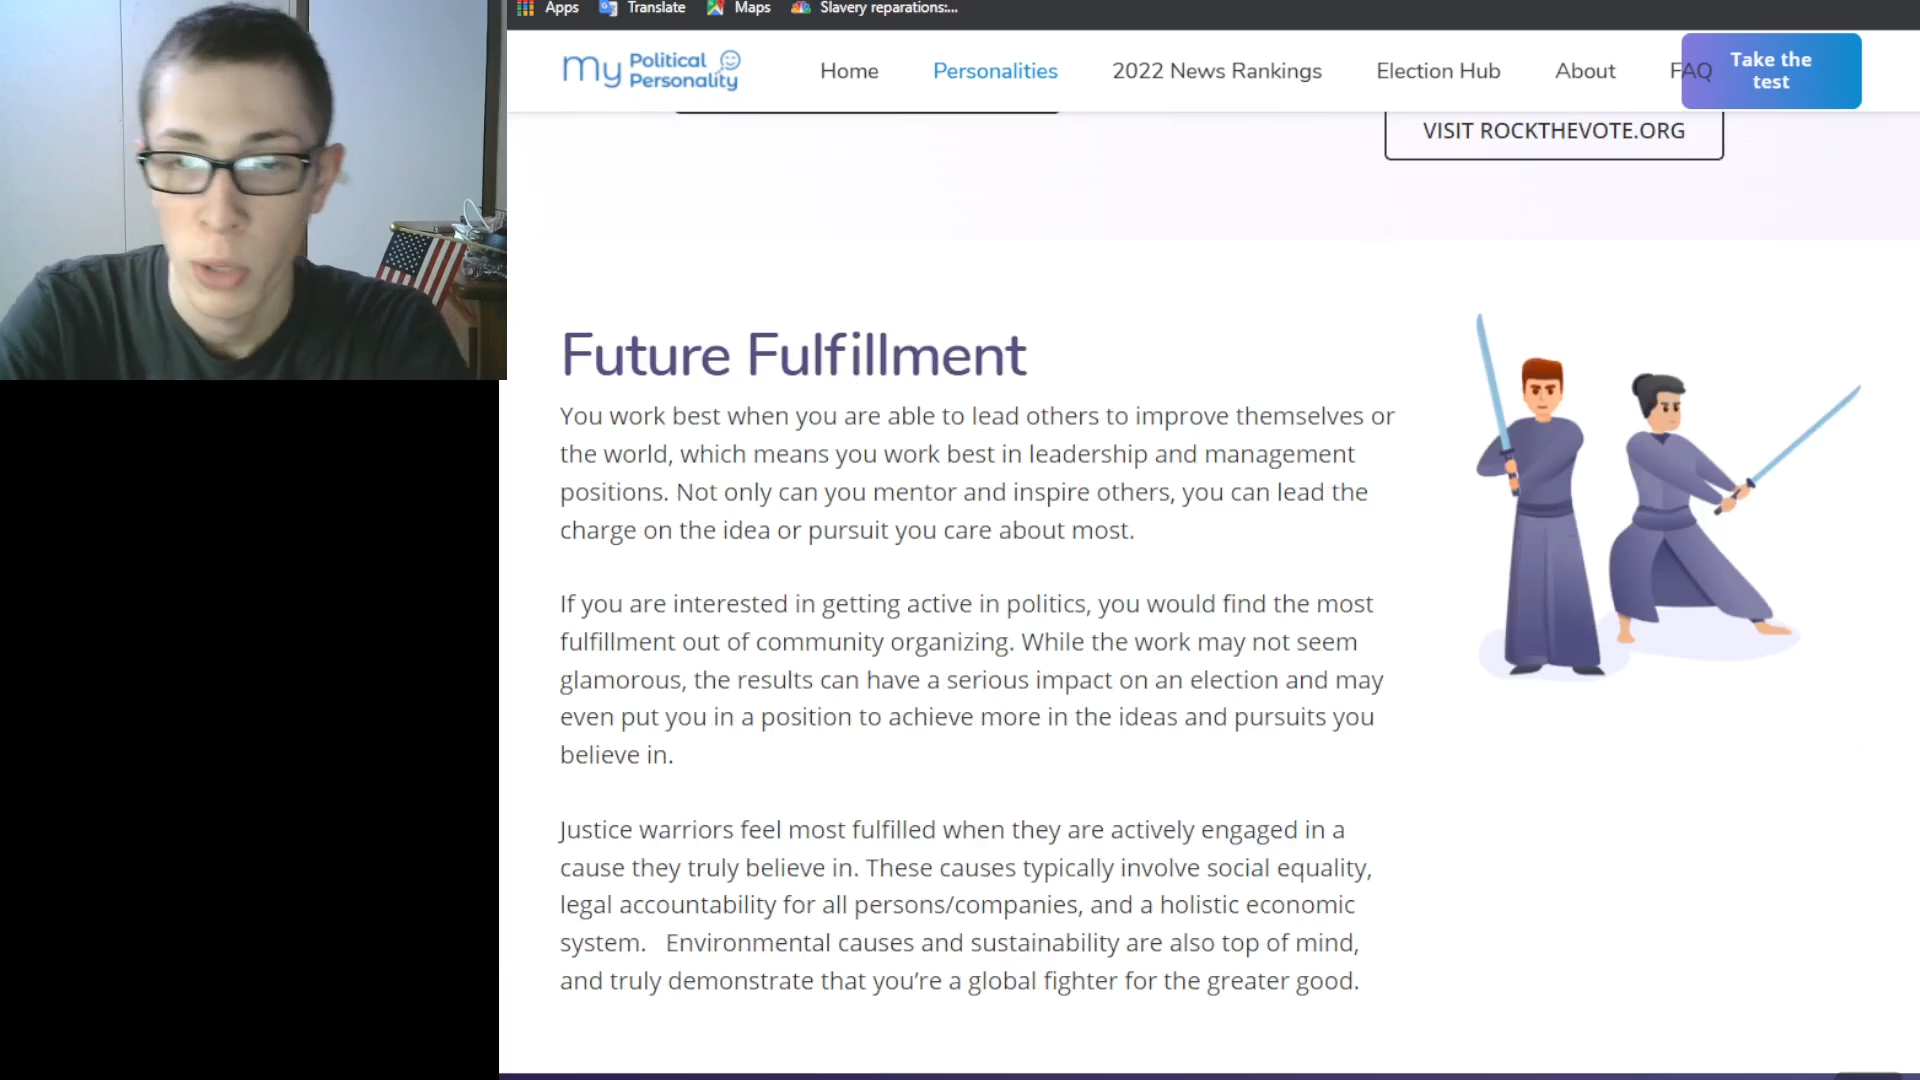 Apps Translate Maps Slavery reparations:...
my Political Personality
Home Personalities 2022 News Rankings Election Hub About FAQ Take the test
VISIT ROCKTHEVOTE.ORG
Future Fulfillment
You work best when you are able to lead others to improve themselves or
the world, which means you work best in leadership and management
positions. Not only can you mentor and inspire others, you can lead the
charge on the idea or pursuit you care about most.
If you are interested in getting active in politics, you would find the most
fulfillment out of community organizing. While the work may not seem
glamorous, the results can have a serious impact on an election and may
even put you in a position to achieve more in the ideas and pursuits you
believe in.
Justice warriors feel most fulfilled when they are actively engaged in a
cause they truly believe in. These causes typically involve social equality,
legal accountability for all persons/companies, and a holistic economic
system.   Environmental causes and sustainability are also top of mind,
and truly demonstrate that you’re a global fighter for the greater good.